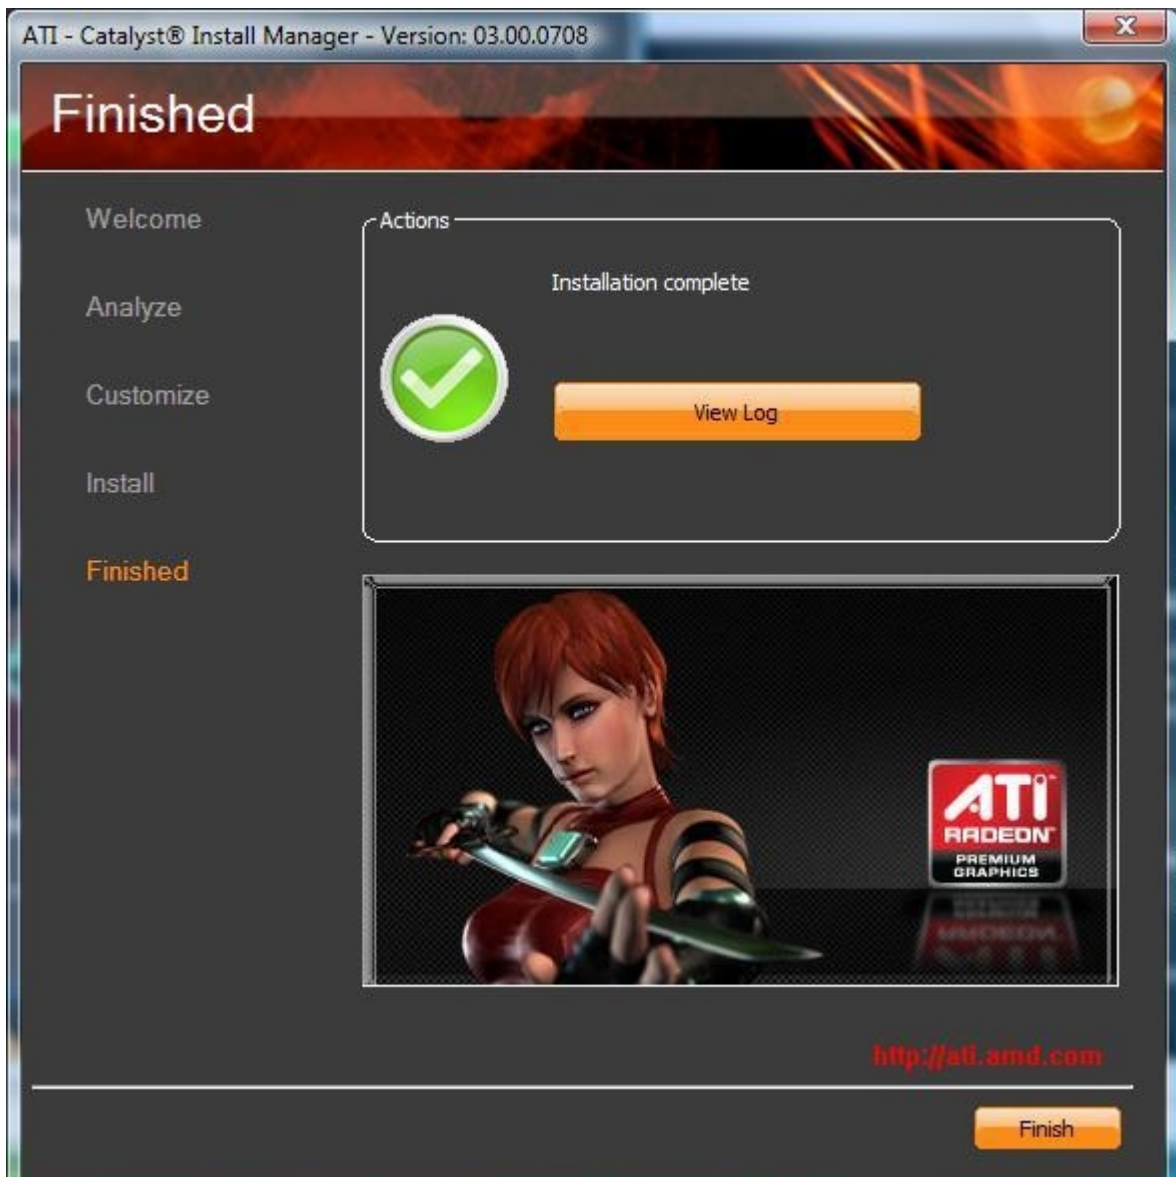 ATI - Catalyst® Install Manager - Version: 03.00.0708
Finished
Welcome
Analyze
Customize
Install
Finished
Actions
Installation complete
View Log
ATI
RADEON™
PREMIUM
GRAPHICS
http://ati.amd.com
Finish